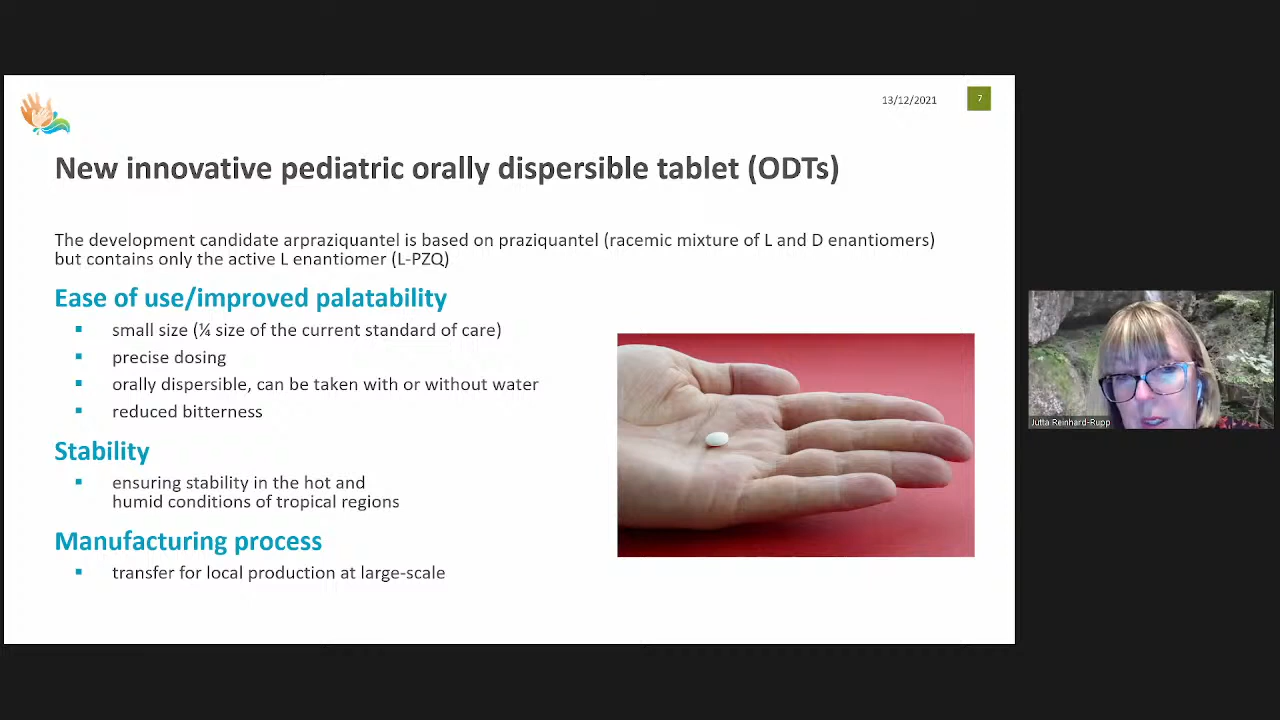 13/12/2021
7
New innovative pediatric orally dispersible tablet (ODTs)
The development candidate arpraziquantel is based on praziquantel (racemic mixture of L and D enantiomers)
but contains only the active L enantiomer (L-PZQ)
Ease of use/improved palatability
▪ small size (¼ size of the current standard of care)
▪ precise dosing
▪ orally dispersible, can be taken with or without water
▪ reduced bitterness
Stability
▪ ensuring stability in the hot and
humid conditions of tropical regions
Manufacturing process
▪ transfer for local production at large-scale
Jutta Reinhard-Rupp